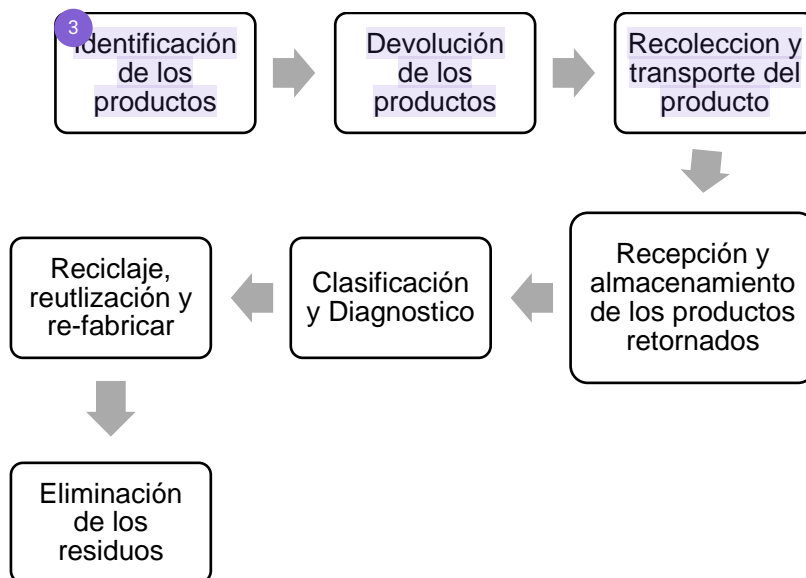 3
Identificación
de los
productos
Devolución
de los
productos
Recoleccion y
transporte del
producto
Recepción y
almacenamiento
de los productos
retornados
Clasificación
y Diagnostico
Reciclaje,
reutlización y
re-fabricar
Eliminación
de los
residuos